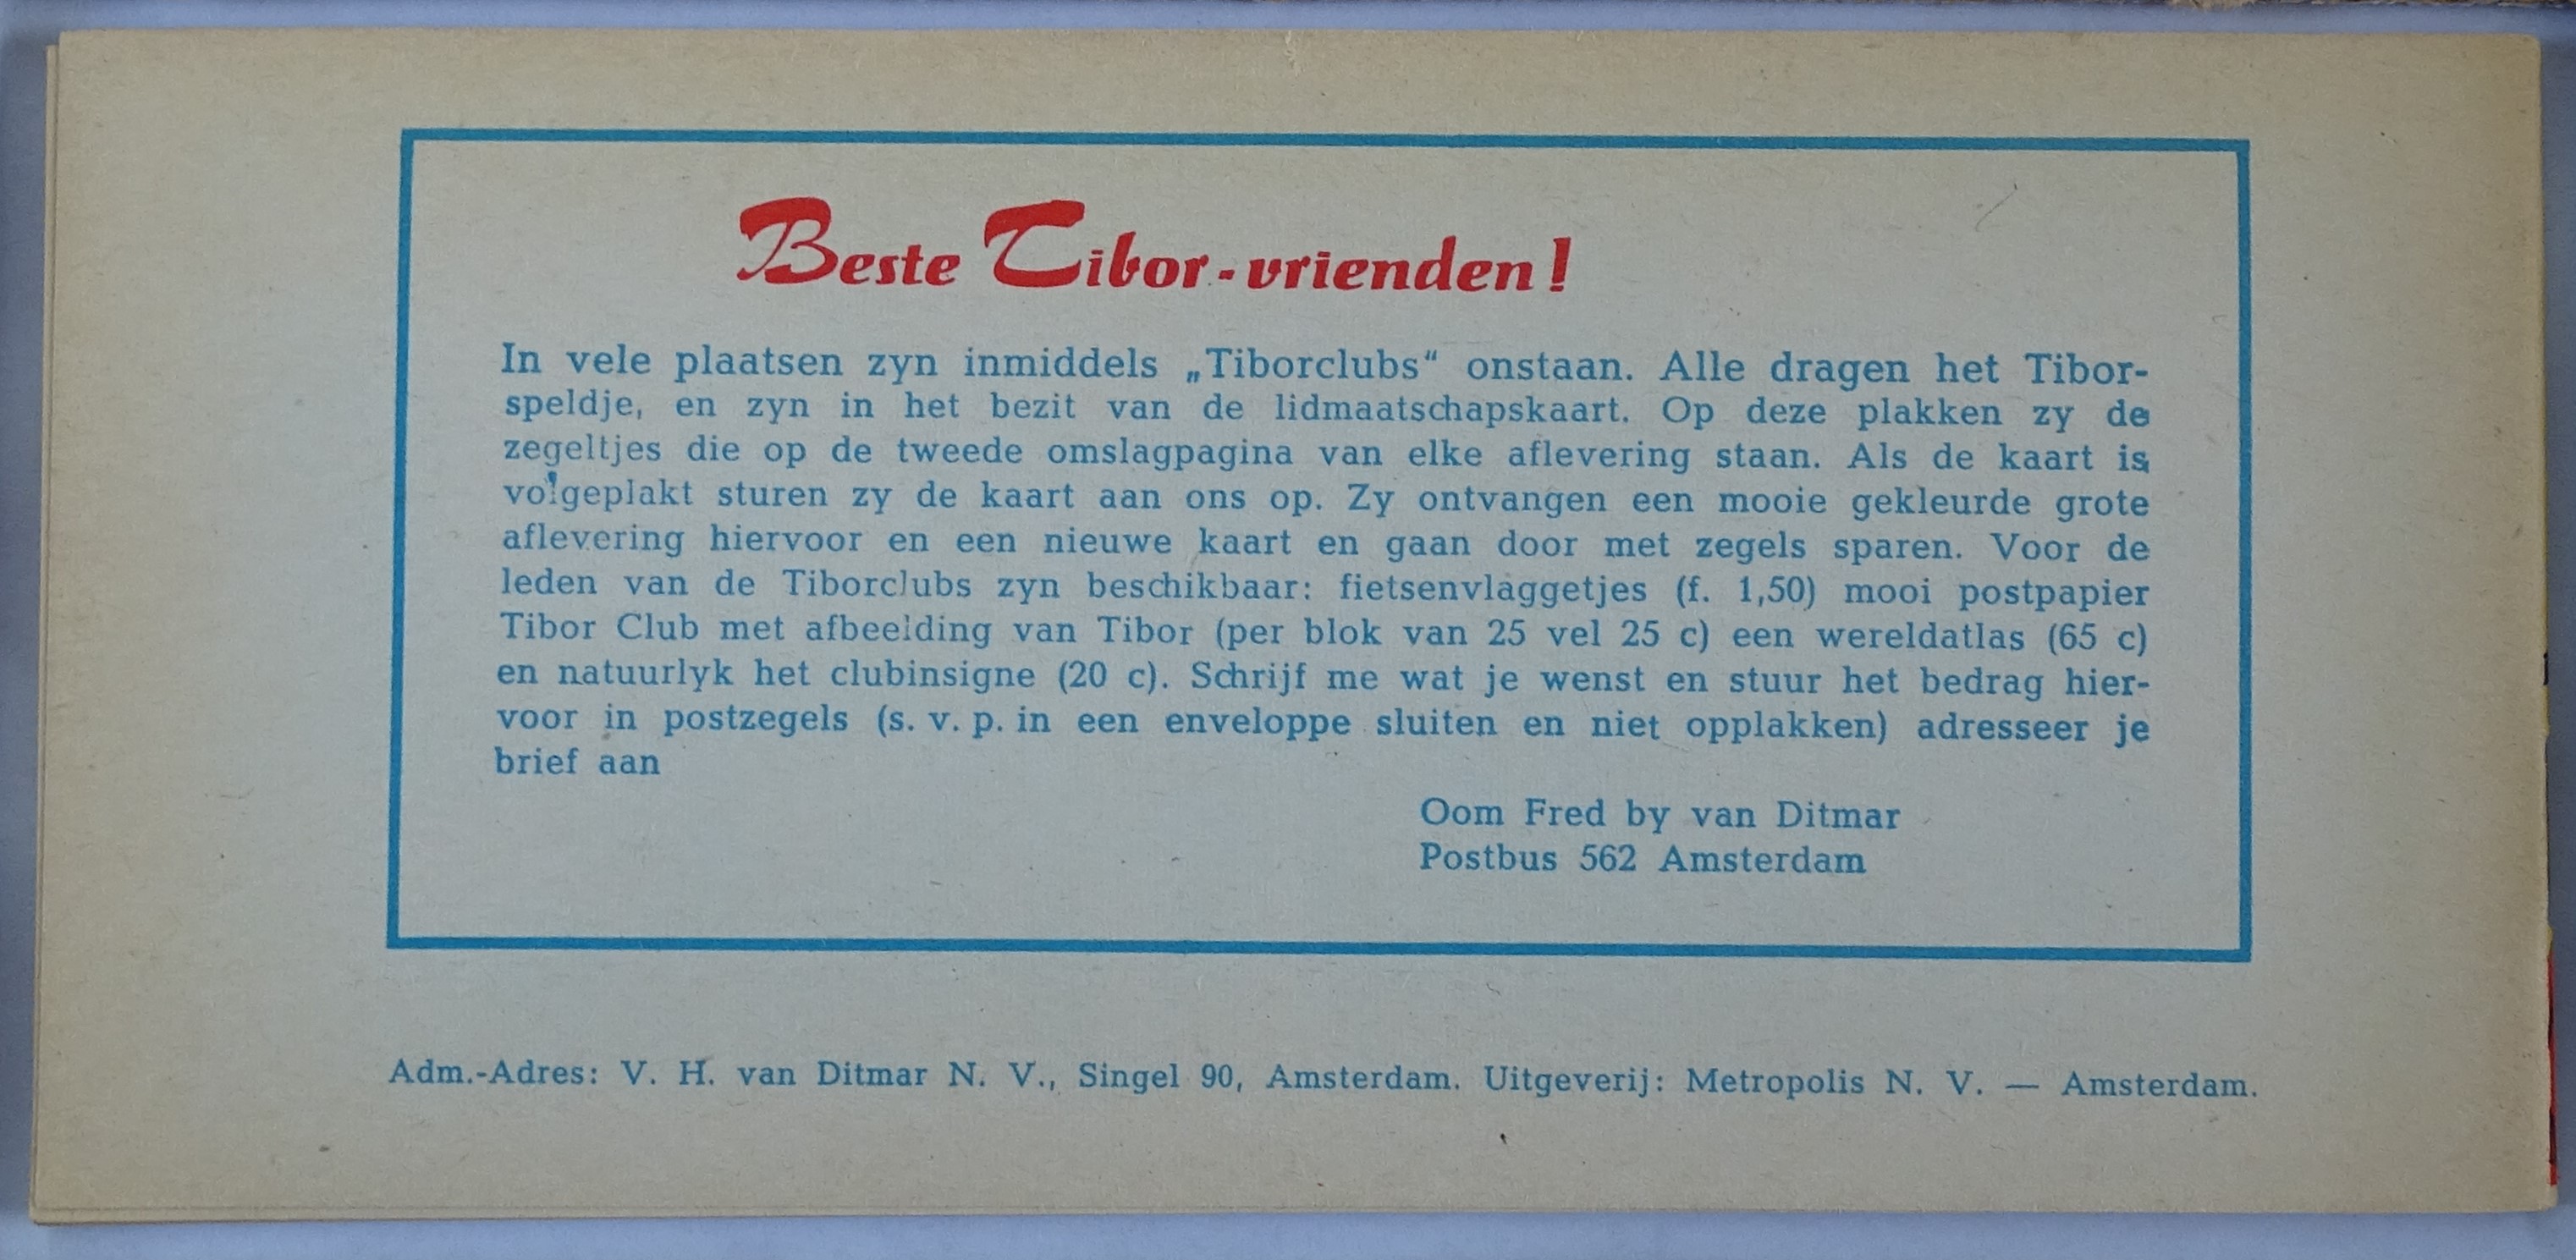 Beste Tibor-vrienden!
In vele plaatsen zyn inmiddels „Tiborclubs“ onstaan. Alle dragen het Tibor-
speldje, en zyn in het bezit van de lidmaatschapskaart. Op deze plakken zy de
zegeltjes die op de tweede omslagpagina van elke aflevering staan. Als de kaart is
volgeplakt sturen zy de kaart aan ons op. Zy ontvangen een mooie gekleurde grote
aflevering hiervoor en een nieuwe kaart en gaan door met zegels sparen. Voor de
leden van de Tiborclubs zyn beschikbaar: fietsenvlaggetjes (f. 1,50) mooi postpapier
Tibor Club met afbeelding van Tibor (per blok van 25 vel 25 c) een wereldatlas (65 c)
en natuurlyk het clubinsigne (20 c). Schrijf me wat je wenst en stuur het bedrag hier-
voor in postzegels (s. v. p. in een enveloppe sluiten en niet opplakken) adresseer je
brief aan
Oom Fred by van Ditmar
Postbus 562 Amsterdam
Adm.-Adres: V. H. van Ditmar N. V., Singel 90, Amsterdam. Uitgeverij: Metropolis N. V. — Amsterdam.